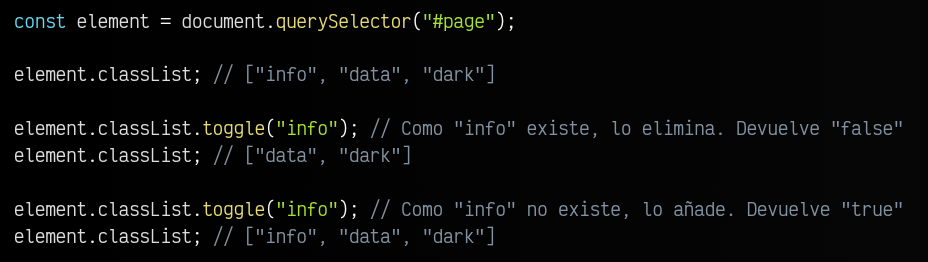 const element = document.querySelector("#page");
element.classList; // ["info", "data", "dark"]
element.classList.toggle("info"); // Como "info" existe, lo elimina. Devuelve "false"
element.classList; // ["data", "dark"]
element.classList.toggle("info"); // Como "info" no existe, lo añade. Devuelve "true"
element.classList; // ["info", "data", "dark"]